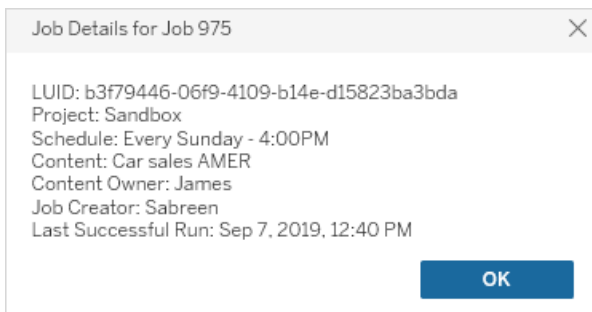 Job Details for Job 975
LUID: b3f79446-06f9-4109-b14e-d15823ba3bda
Project: Sandbox
Schedule: Every Sunday - 4:00PM
Content: Car sales AMER
Content Owner: James
Job Creator: Sabreen
Last Successful Run: Sep 7, 2019, 12:40 PM
OK